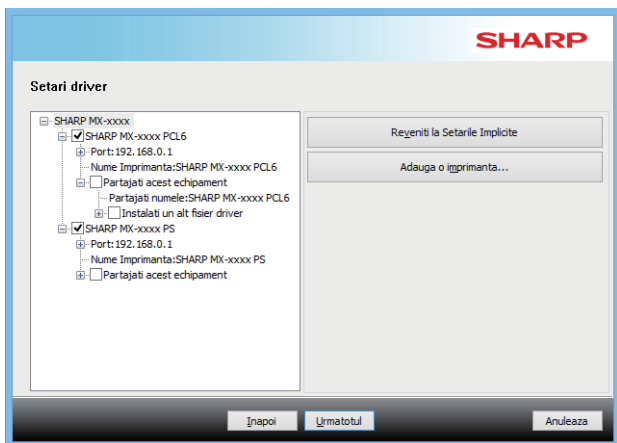 SHARP
Setari driver
SHARP MX-xxxx
SHARP MX-xxxx PCL6
Port:192.168.0.1
Nume Imprimanta:SHARP MX-xxxx PCL6
Partajati acest echipament
Partajati numele:SHARP MX-xxxx PCL6
Instalati un alt fisier driver
SHARP MX-xxxx PS
Port:192.168.0.1
Nume Imprimanta:SHARP MX-xxxx PS
Partajati acest echipament
Reveniti la Setarile Implicite
Adauga o imprimanta...
Inapoi
Urmatotul
Anuleaza